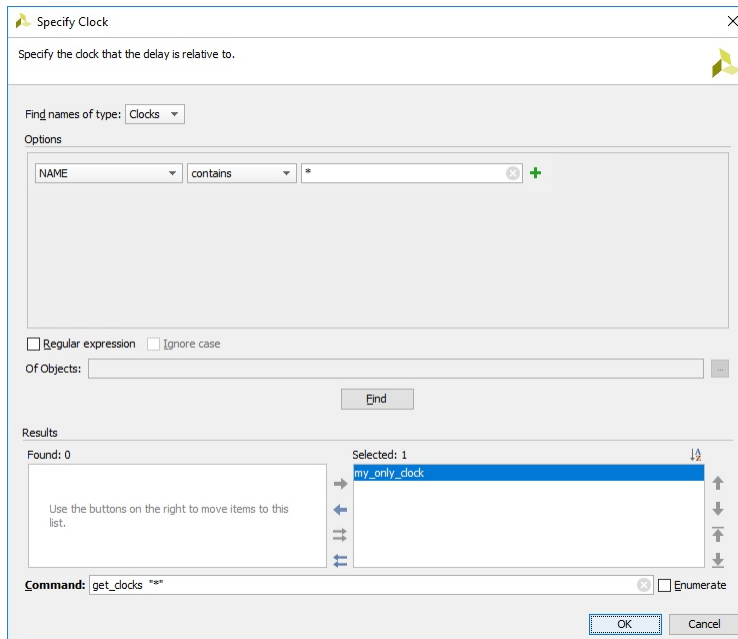 Specify Clock
Specify the clock that the delay is relative to.
Find names of type: Clocks
Options
NAME contains *
Regular expression Ignore case
Of Objects: ...
Find
Results
Found: 0 Selected: 1
Use the buttons on the right to move items to this
list.
my_only_clock
Command: get_clocks "*" Enumerate
OK Cancel